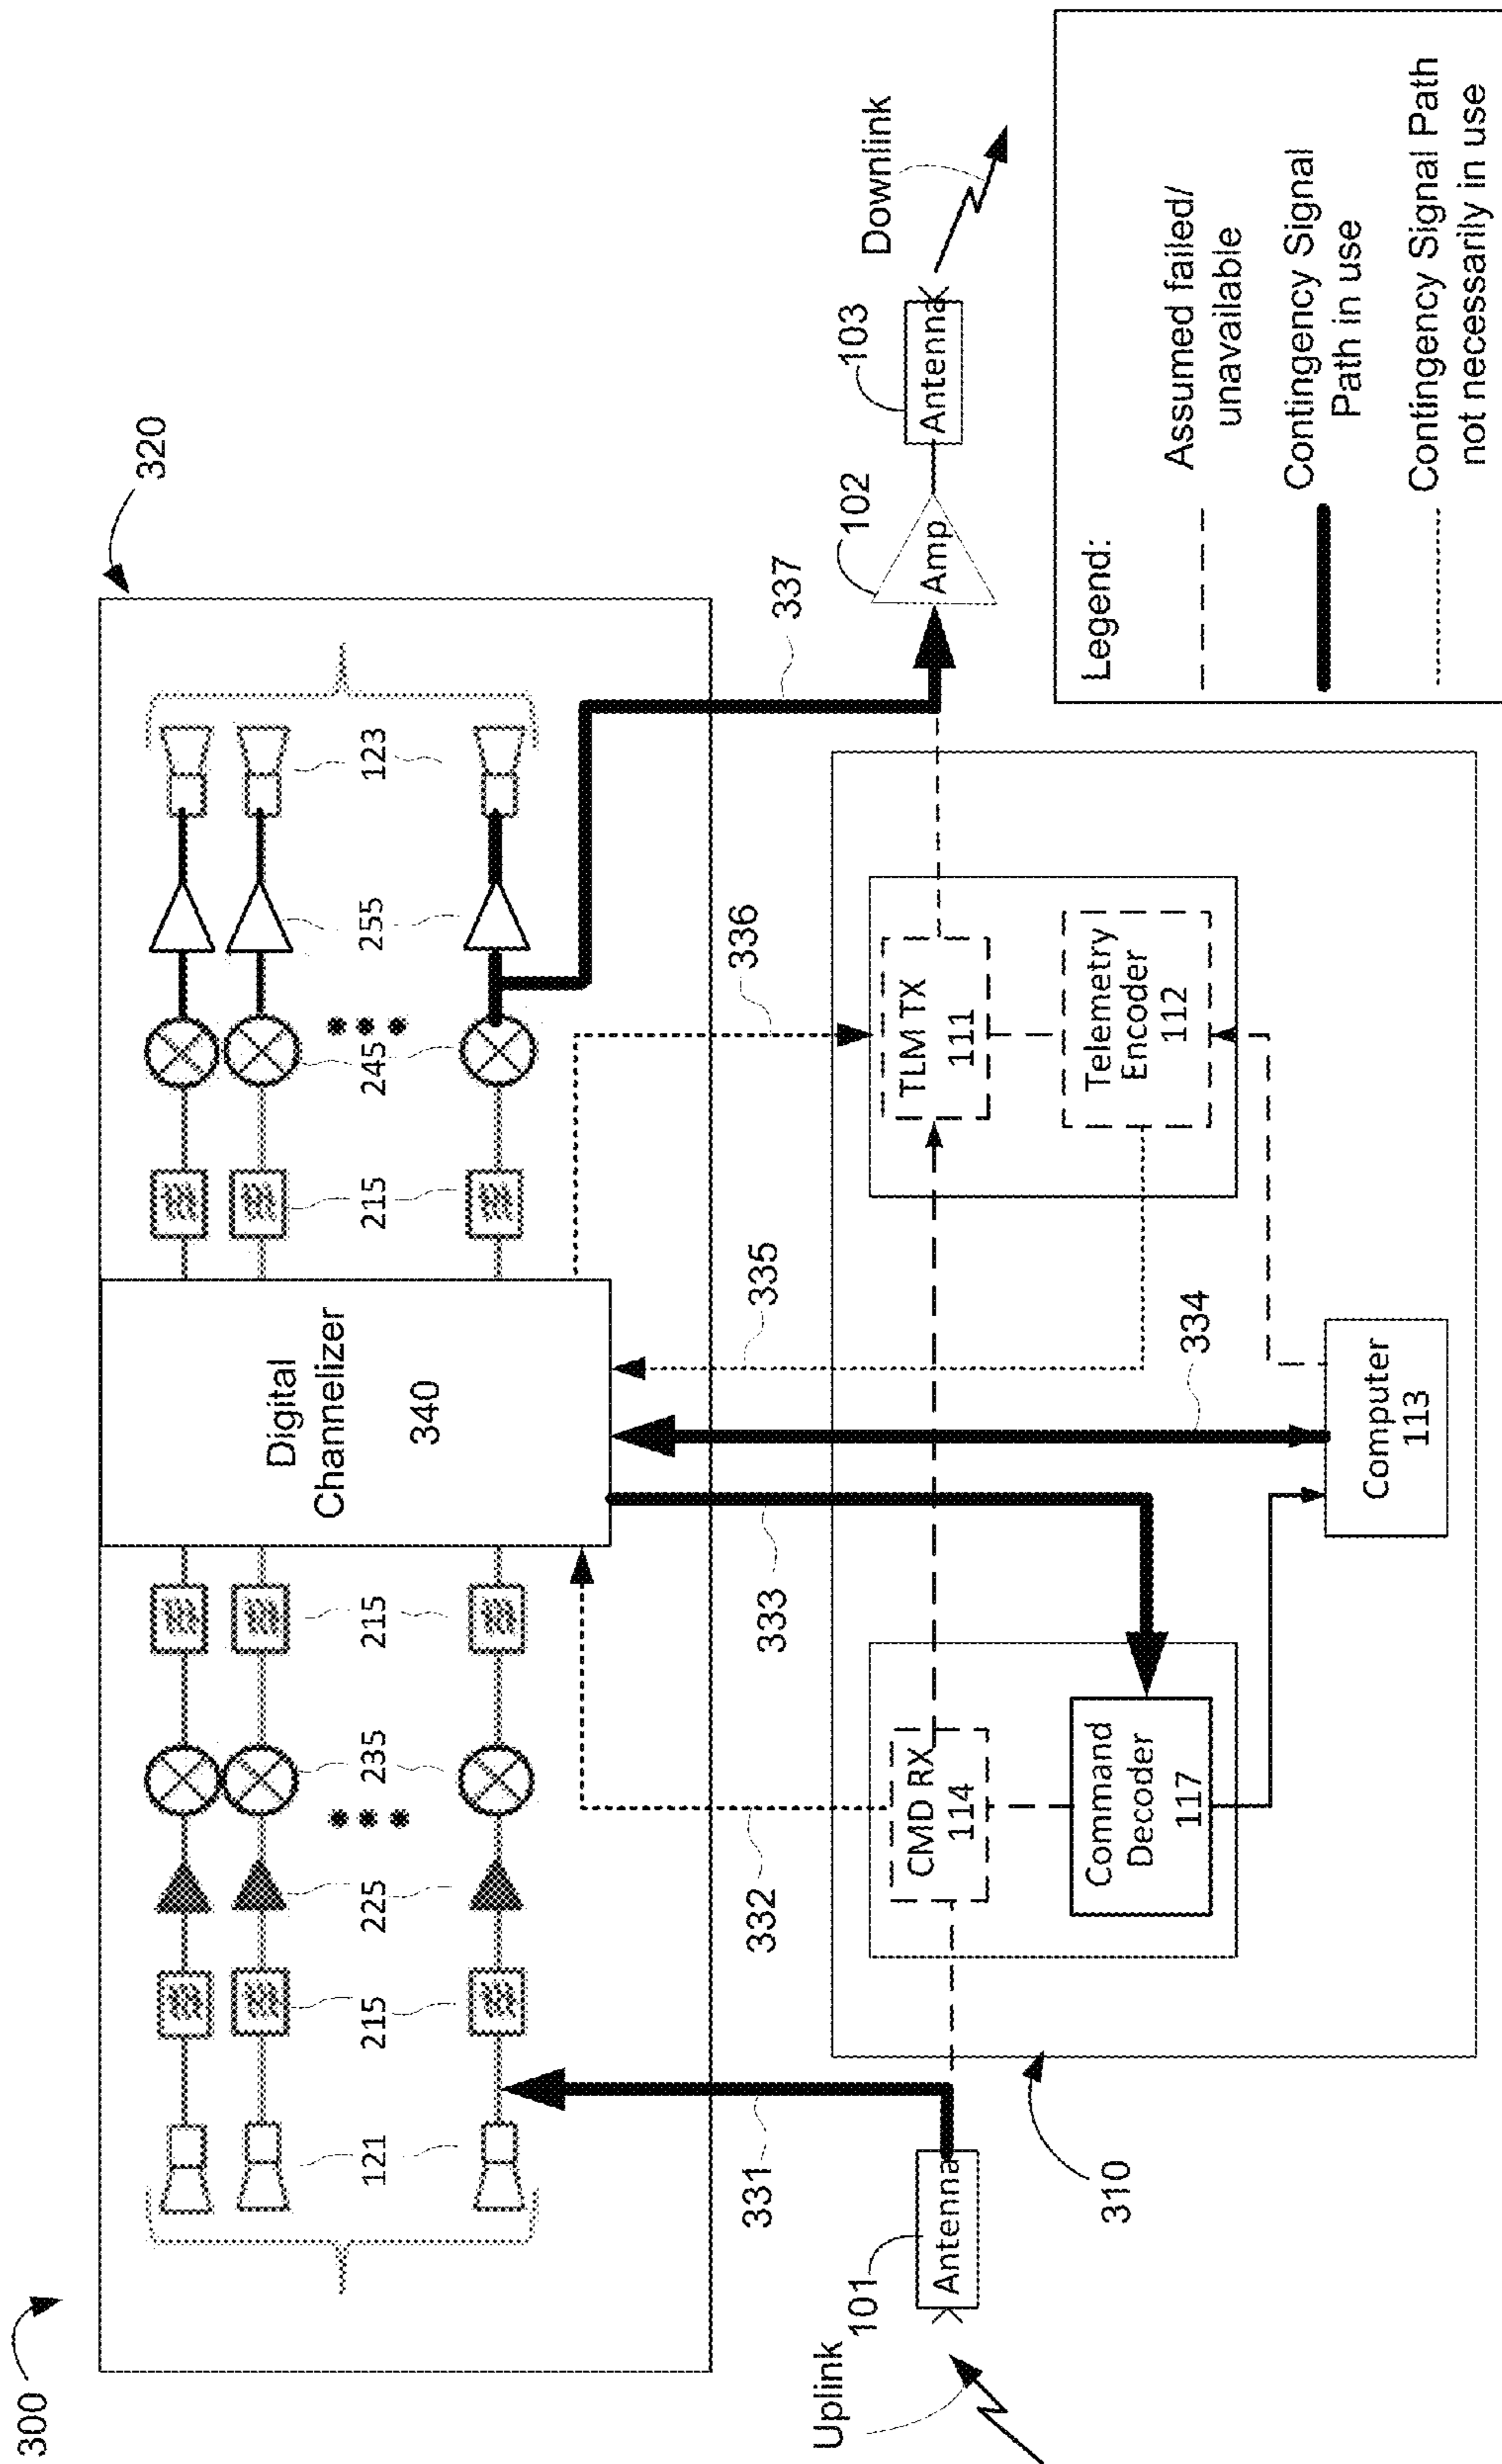 300
320
121
215
225
235
215
Digital
Channelizer
340
215
245
255
123
331
332
333
334
335
336
337
Uplink
101
Antenna
CMD RX
114
Command
Decoder
117
TLM TX
111
Telemetry
Encoder
112
Computer
113
310
102
Amp
103
Antenna
Downlink
Legend:
Assumed failed/
unavailable
Contingency Signal
Path in use
Contingency Signal Path
not necessarily in use